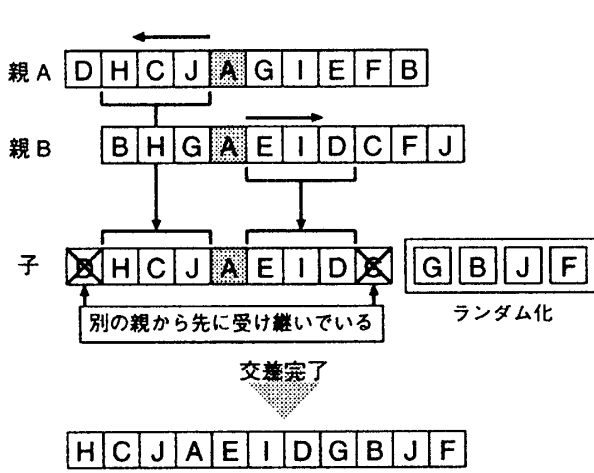 親A D H C J A G I E F B
親B B H G A E I D C F J
子 H C J A E I D G B J F
別の親から先に受け継いでいる
ランダム化
交差完了
H C J A E I D G B J F